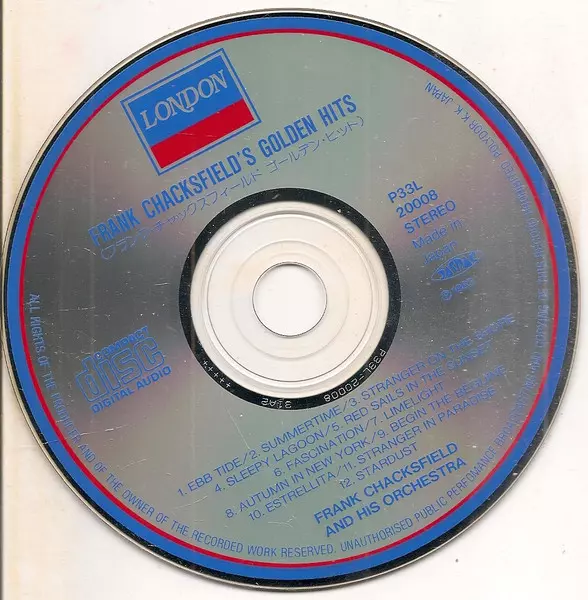 LONDON
FRANK CHACKSFIELD'S GOLDEN HITS
(フランク・チャックスフィールド ゴールデン・ヒット)
P33L
20008
STEREO
Made in
Japan
COMPACT
disc
DIGITAL AUDIO
P33L-20008
+++++
1. EBB TIDE/2. SUMMERTIME/3. STRANGER ON THE SHORE
4. SLEEPY LAGOON/5. RED SAILS IN THE SUNSET
6. FASCINATION/7. LIMELIGHT
8. AUTUMN IN NEW YORK/9. BEGIN THE BEGUINE
10. ESTRELLITA/11. STRANGER IN PARADISE
12. STARDUST
FRANK CHACKSFIELD
AND HIS ORCHESTRA
ALL RIGHTS OF THE PRODUCER AND OF THE OWNER OF THE RECORDED WORK RESERVED. UNAUTHORISED PUBLIC PERFOMANCE
POLYDOR K.K. JAPAN